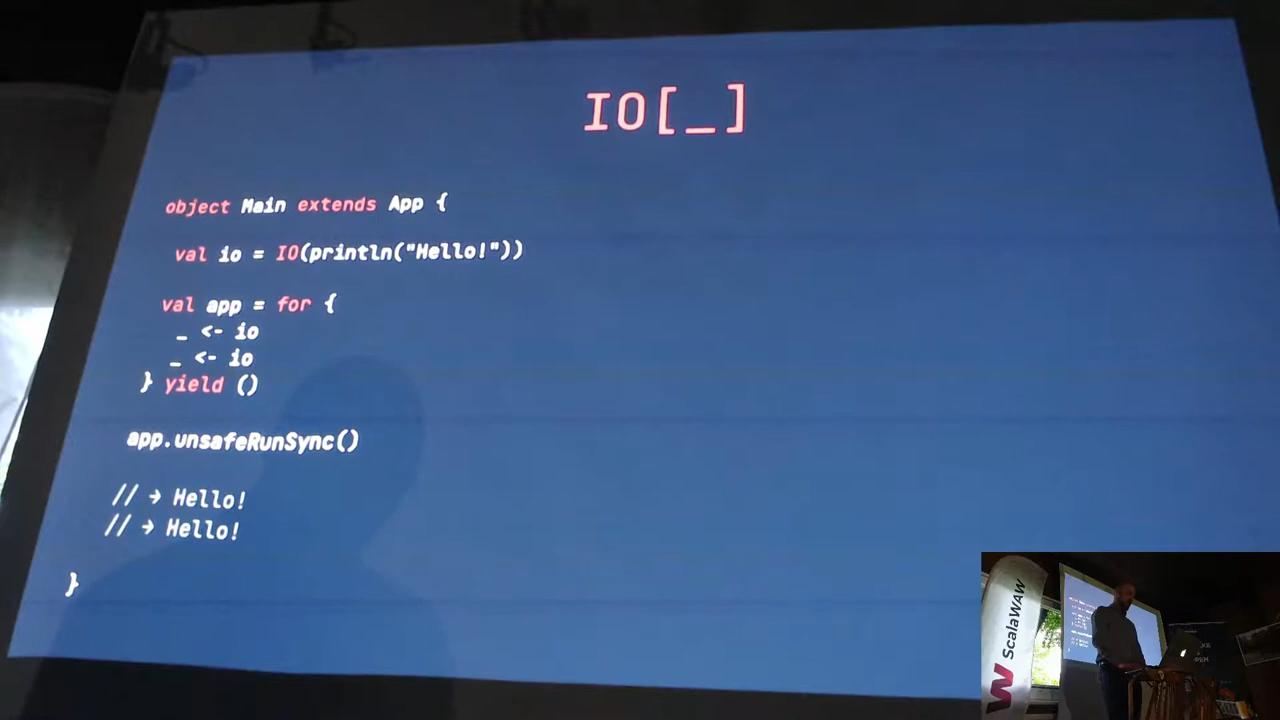 IO[_]
object Main extends App {
val io = IO(println("Hello!"))
val app = for {
_ <- io
_ <- io
} yield ()
app.unsafeRunSync()
// → Hello!
// → Hello!
}
W ScalaWAW